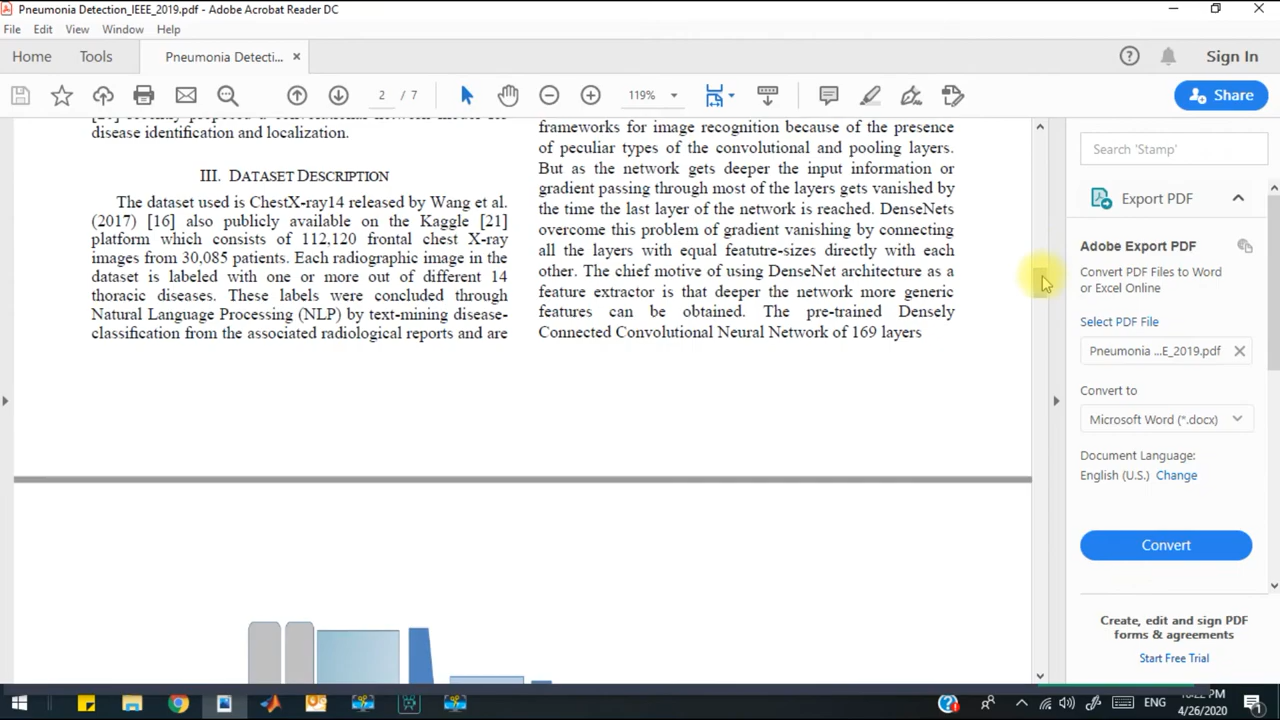 Pneumonia Detection_IEEE_2019.pdf - Adobe Acrobat Reader DC
File Edit View Window Help
Home Tools Pneumonia Detecti... Sign In
2 / 7 119% Share
disease identification and localization.
III. DATASET DESCRIPTION
The dataset used is ChestX-ray14 released by Wang et al.
(2017) [16] also publicly available on the Kaggle [21]
platform which consists of 112,120 frontal chest X-ray
images from 30,085 patients. Each radiographic image in the
dataset is labeled with one or more out of different 14
thoracic diseases. These labels were concluded through
Natural Language Processing (NLP) by text-mining disease-
classification from the associated radiological reports and are
frameworks for image recognition because of the presence
of peculiar types of the convolutional and pooling layers.
But as the network gets deeper the input information or
gradient passing through most of the layers gets vanished by
the time the last layer of the network is reached. DenseNets
overcome this problem of gradient vanishing by connecting
all the layers with equal featutre-sizes directly with each
other. The chief motive of using DenseNet architecture as a
feature extractor is that deeper the network more generic
features can be obtained. The pre-trained Densely
Connected Convolutional Neural Network of 169 layers
Search 'Stamp'
Export PDF
Adobe Export PDF
Convert PDF Files to Word
or Excel Online
Select PDF File
Pneumonia ...E_2019.pdf
Convert to
Microsoft Word (*.docx)
Document Language:
English (U.S.) Change
Convert
Create, edit and sign PDF
forms & agreements
Start Free Trial
ENG
4/26/2020